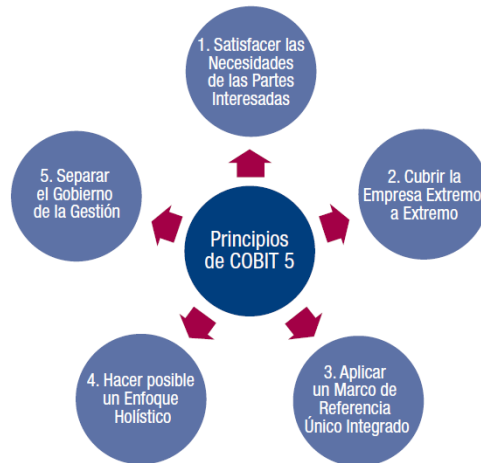 1. Satisfacer las
Necesidades
de las Partes
Interesadas
5. Separar
el Gobierno
de la Gestión
2. Cubrir la
Empresa Extremo
a Extremo
Principios
de COBIT 5
4. Hacer posible
un Enfoque
Holístico
3. Aplicar
un Marco de
Referencia
Único Integrado